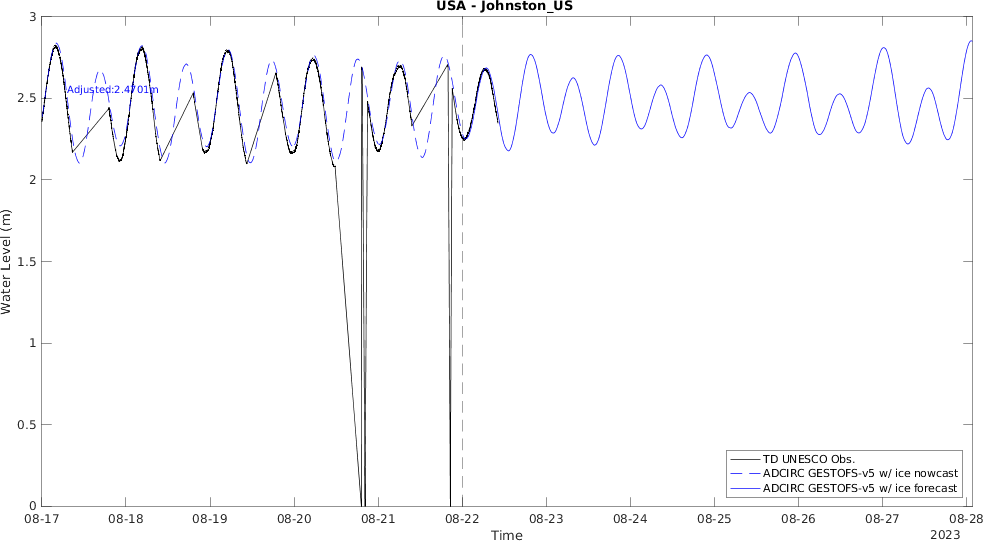 USA - Johnston_US
3
2.5
2
1.5
1
0.5
0
Water Level (m)
Adjusted:2.4701m
TD UNESCO Obs.
ADCIRC GESTOFS-v5 w/ ice nowcast
ADCIRC GESTOFS-v5 w/ ice forecast
08-17 08-18 08-19 08-20 08-21 08-22 08-23 08-24 08-25 08-26 08-27 08-28
Time
2023